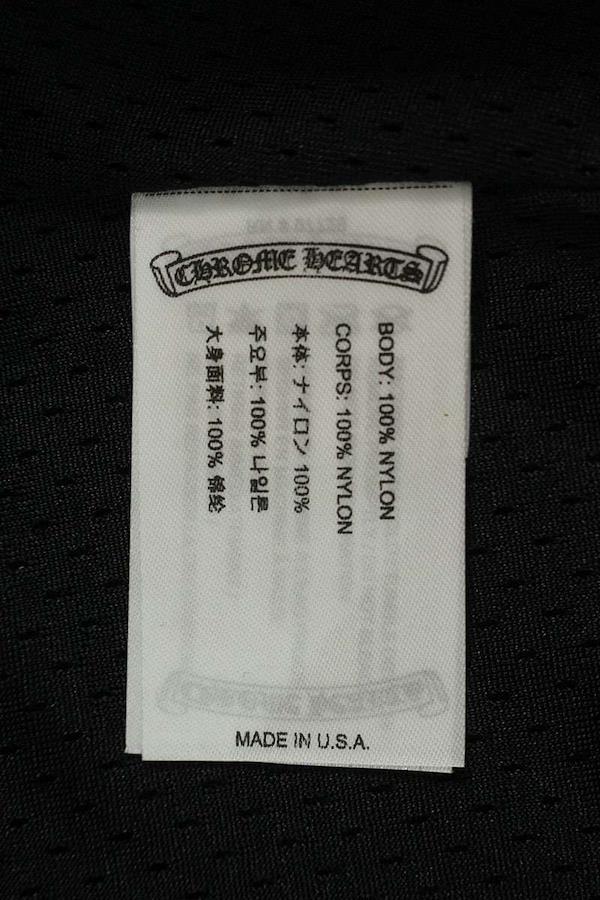 CHROME HEARTS
BODY: 100% NYLON
CORPS: 100% NYLON
本体: ナイロン 100%
주요부: 100% 나일론
大身面料: 100% 锦纶
MADE IN U.S.A.